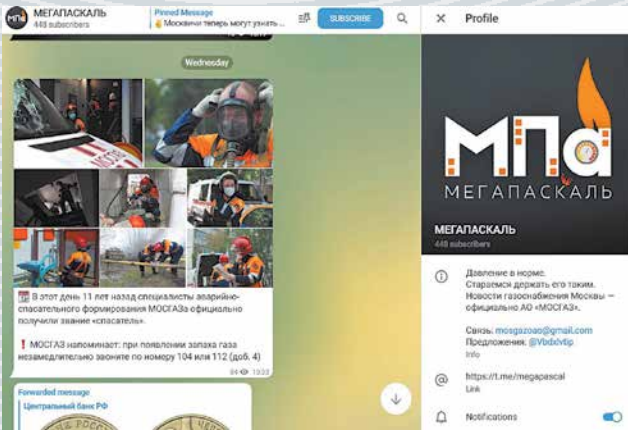 МЕГАПАСКАЛЬ
448 subscribers
Pinned Message
Москвичи теперь могут узнать ...
SUBSCRIBE
Profile
Wednesday
МОСГАЗ
В этот день 11 лет назад специалисты аварийно-
спасательного формирования МОСГАЗа официально
получили звание «спасатель».
МОСГАЗ напоминает: при появлении запаха газа
незамедлительно звоните по номеру 104 или 112 (доб. 4)
Forwarded message
Центральный банк РФ
МПа
МЕГАПАСКАЛЬ
МЕГАПАСКАЛЬ
448 subscribers
Давление в норме.
Стараемся держать его таким.
Новости газоснабжения Москвы —
официально АО «МОСГАЗ».
Связь: mosgazoao@gmail.com
Предложения: @Vbdxlvtip
Info
https://t.me/megapascal
Link
Notifications